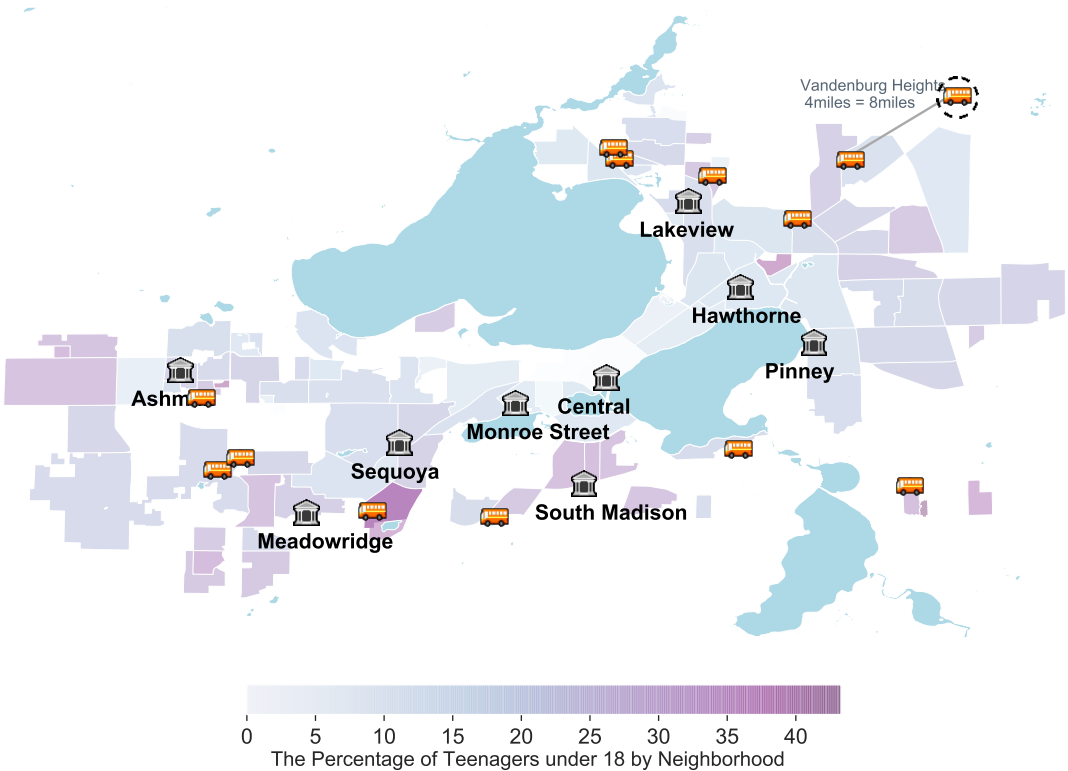 Vandenburg Heights
4miles = 8miles
Lakeview
Hawthorne
Pinney
Ashm
Central
Monroe Street
Sequoya
South Madison
Meadowridge
0 5 10 15 20 25 30 35 40
The Percentage of Teenagers under 18 by Neighborhood